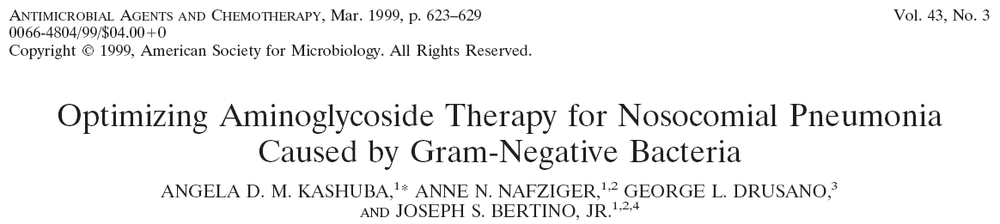 ANTIMICROBIAL AGENTS AND CHEMOTHERAPY, Mar. 1999, p. 623–629 Vol. 43, No. 3
0066-4804/99/$04.00+0
Copyright © 1999, American Society for Microbiology. All Rights Reserved.
Optimizing Aminoglycoside Therapy for Nosocomial Pneumonia
Caused by Gram-Negative Bacteria
ANGELA D. M. KASHUBA,1* ANNE N. NAFZIGER,1,2 GEORGE L. DRUSANO,3
AND JOSEPH S. BERTINO, JR.1,2,4